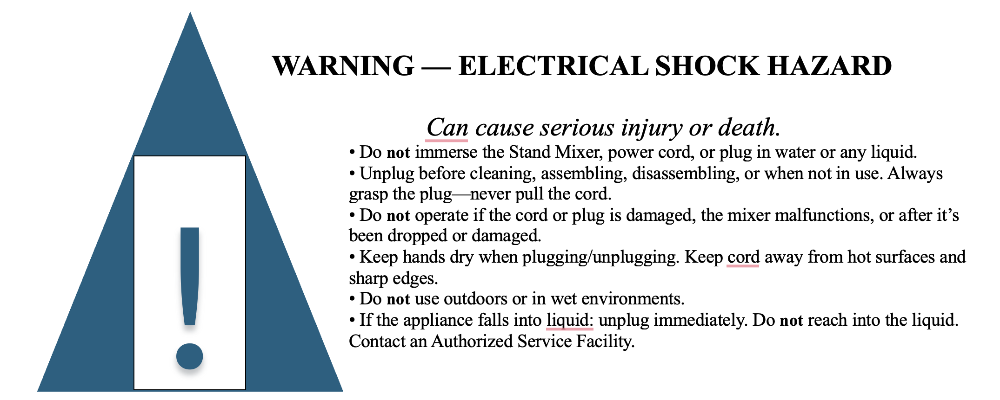 WARNING — ELECTRICAL SHOCK HAZARD
Can cause serious injury or death.
• Do not immerse the Stand Mixer, power cord, or plug in water or any liquid.
• Unplug before cleaning, assembling, disassembling, or when not in use. Always
grasp the plug—never pull the cord.
• Do not operate if the cord or plug is damaged, the mixer malfunctions, or after it’s
been dropped or damaged.
• Keep hands dry when plugging/unplugging. Keep cord away from hot surfaces and
sharp edges.
• Do not use outdoors or in wet environments.
• If the appliance falls into liquid: unplug immediately. Do not reach into the liquid.
Contact an Authorized Service Facility.
!